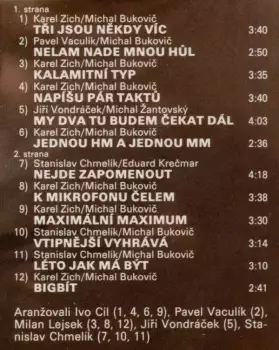 1. strana
1) Karel Zich/Michal Bukovič
TŘI JSOU NĚKDY VÍC 3:40
2) Pavel Vaculík/Michal Bukovič
NELAM NADE MNOU HŮL 2:50
3) Karel Zich/Michal Bukovič
KALAMITNÍ TYP 3:35
4) Karel Zich/Michal Bukovič
NAPÍŠU PÁR TAKTŮ 3:40
5) Jiří Vondráček/Michal Žantovský
MY DVA TU BUDEM ČEKAT DÁL 4:03
6) Karel Zich/Michal Bukovič
JEDNOU HM A JEDNOU MM 2:36
2. strana
7) Stanislav Chmelík/Eduard Krečmar
NEJDE ZAPOMENOUT 4:18
8) Karel Zich/Michal Bukovič
K MIKROFONU ČELEM 3:38
9) Karel Zich/Michal Bukovič
MAXIMÁLNÍ MAXIMUM 3:30
10) Stanislav Chmelík/Michal Bukovič
VTIPNĚJŠÍ VYHRÁVÁ 3:14
11) Stanislav Chmelík/Michal Bukovič
LÉTO JAK MÁ BÝT 3:10
12) Karel Zich/Michal Bukovič
BIGBÍT 2:41
Aranžovali Ivo Cil (1, 4, 6, 9), Pavel Vaculík (2),
Milan Lejsek (3, 8, 12), Jiří Vondráček (5), Stanis-
lav Chmelík (7, 10, 11)